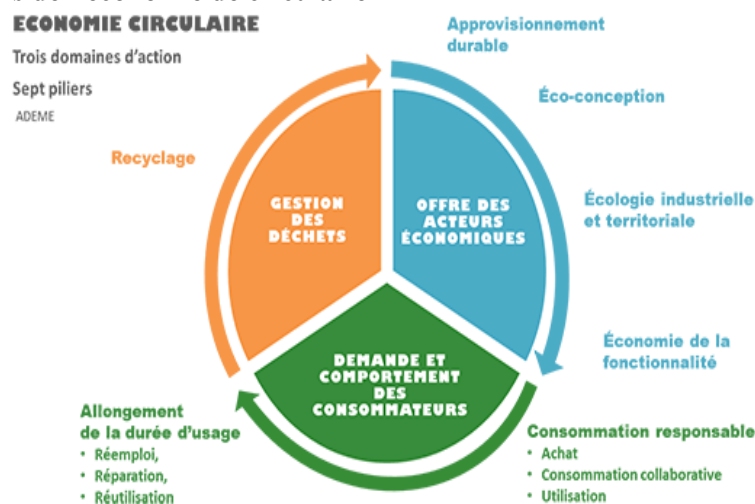 ECONOMIE CIRCULAIRE
Trois domaines d'action
Sept piliers
ADEME
Approvisionnement
durable
Éco-conception
Recyclage
Écologie industrielle
et territoriale
GESTION
DES
DÉCHETS
OFFRE DES
ACTEURS
ÉCONOMIQUES
Économie de la
fonctionnalité
DEMANDE ET
COMPORTEMENT
DES
CONSOMMATEURS
Allongement
de la durée d'usage
• Réemploi,
• Réparation,
• Réutilisation
Consommation responsable
• Achat
• Consommation collaborative
• Utilisation